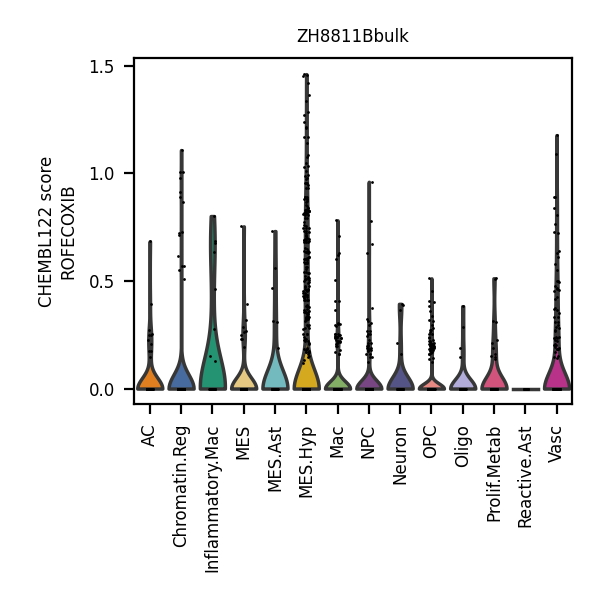 ZH8811Bbulk
CHEMBL122 score
ROFECOXIB
1.5
1.0
0.5
0.0
AC
Chromatin.Reg
Inflammatory.Mac
MES
MES.Ast
MES.Hyp
Mac
NPC
Neuron
OPC
Oligo
Prolif.Metab
Reactive.Ast
Vasc